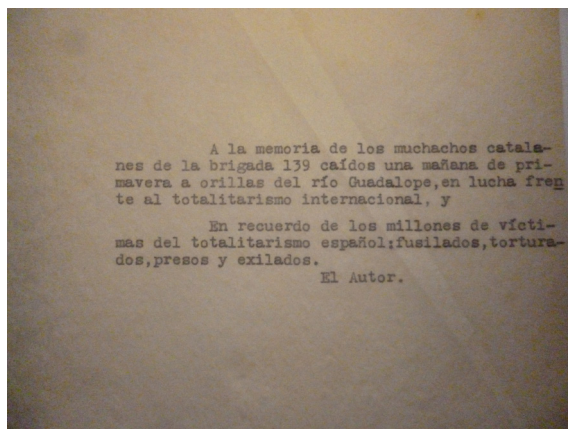 A la memoria de los muchachos catala-
nes de la brigada 139 caídos una mañana de pri-
mavera a orillas del río Guadalope,en lucha fren
te al totalitarismo internacional, y
En recuerdo de los millones de vícti-
mas del totalitarismo español;fusilados,tortura-
dos,presos y exilados.
El Autor.